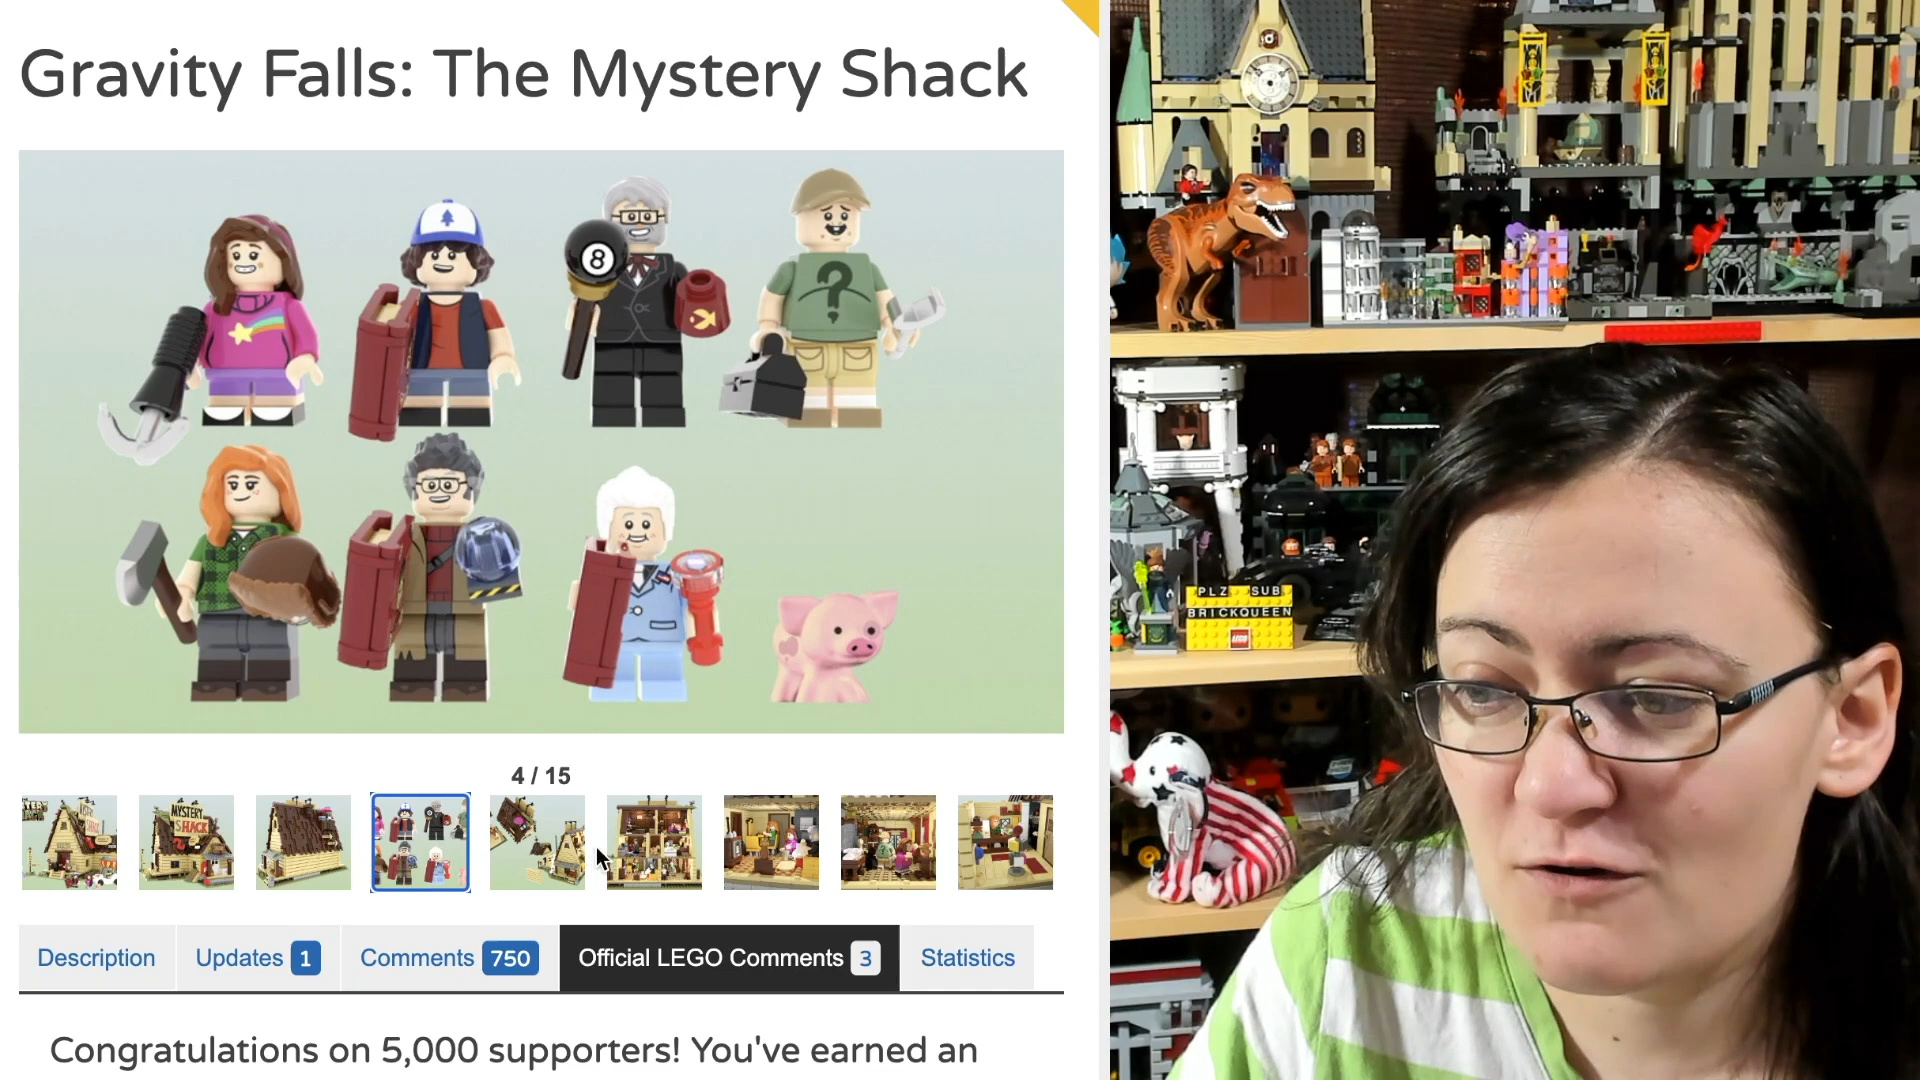 Gravity Falls: The Mystery Shack
8
?
4 / 15
MYSTERY
SHACK
Description
Updates 1
Comments 750
Official LEGO Comments 3
Statistics
Congratulations on 5,000 supporters! You've earned an
PLZ SUB
BRICKQUEEN
LEGO